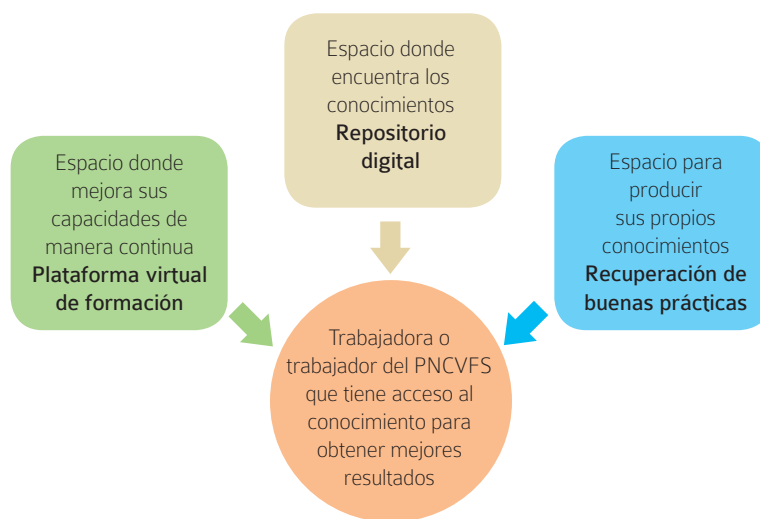 Espacio donde
encuentra los
conocimientos
Repositorio
digital
Espacio donde
mejora sus
capacidades de
manera continua
Plataforma virtual
de formación
Espacio para
producir
sus propios
conocimientos
Recuperación de
buenas prácticas
Trabajadora o
trabajador del PNCVFS
que tiene acceso al
conocimiento para
obtener mejores
resultados